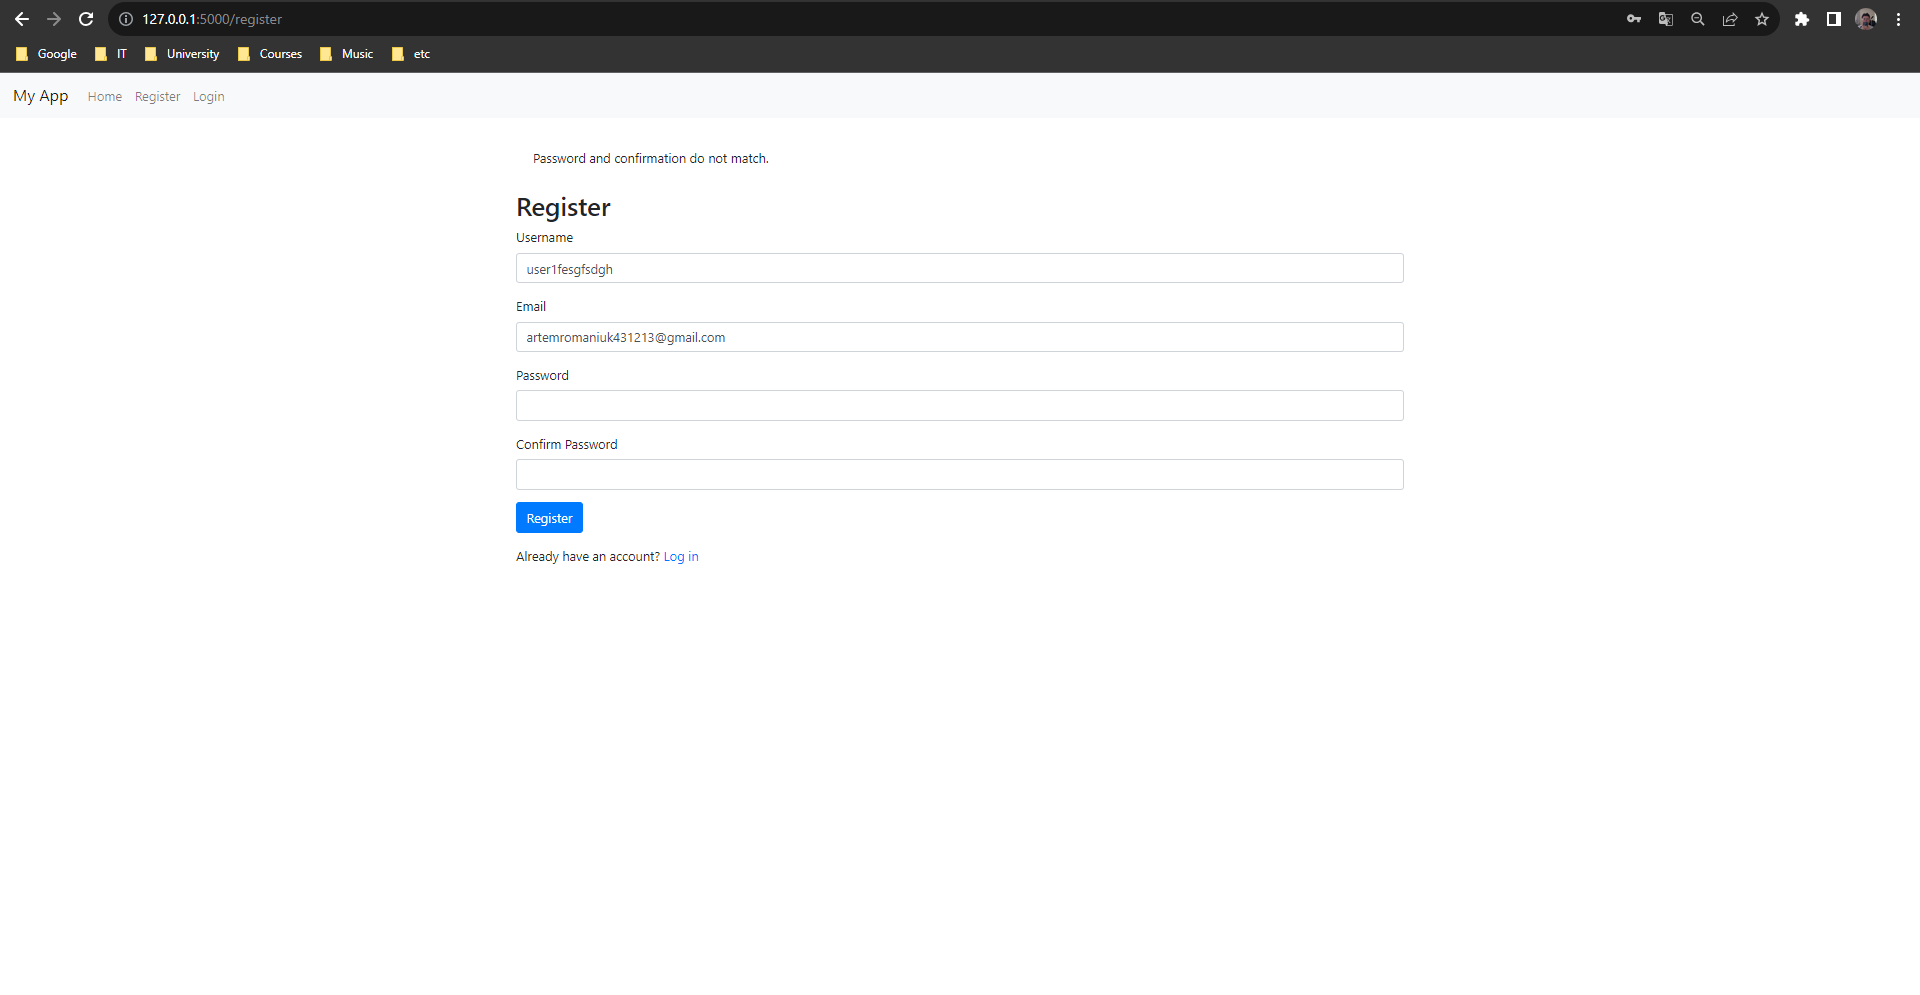 127.0.0.1:5000/register
Google IT University Courses Music etc
My App Home Register Login
Password and confirmation do not match.
Register
Username
user1fesgfsdgh
Email
artemromaniuk431213@gmail.com
Password
Confirm Password
Register
Already have an account? Log in